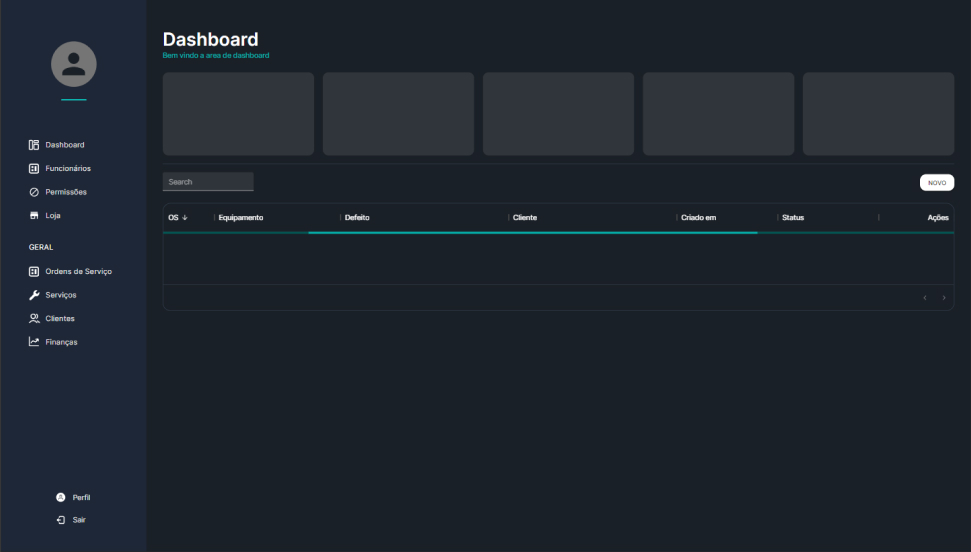 Dashboard
Funcionários
Permissões
Loja
GERAL
Ordens de Serviço
Serviços
Clientes
Finanças
Perfil
Sair
Dashboard
Bem vindo a area de dashboard
Search
NOVO
OS Equipamento Defeito Cliente Criado em Status Ações